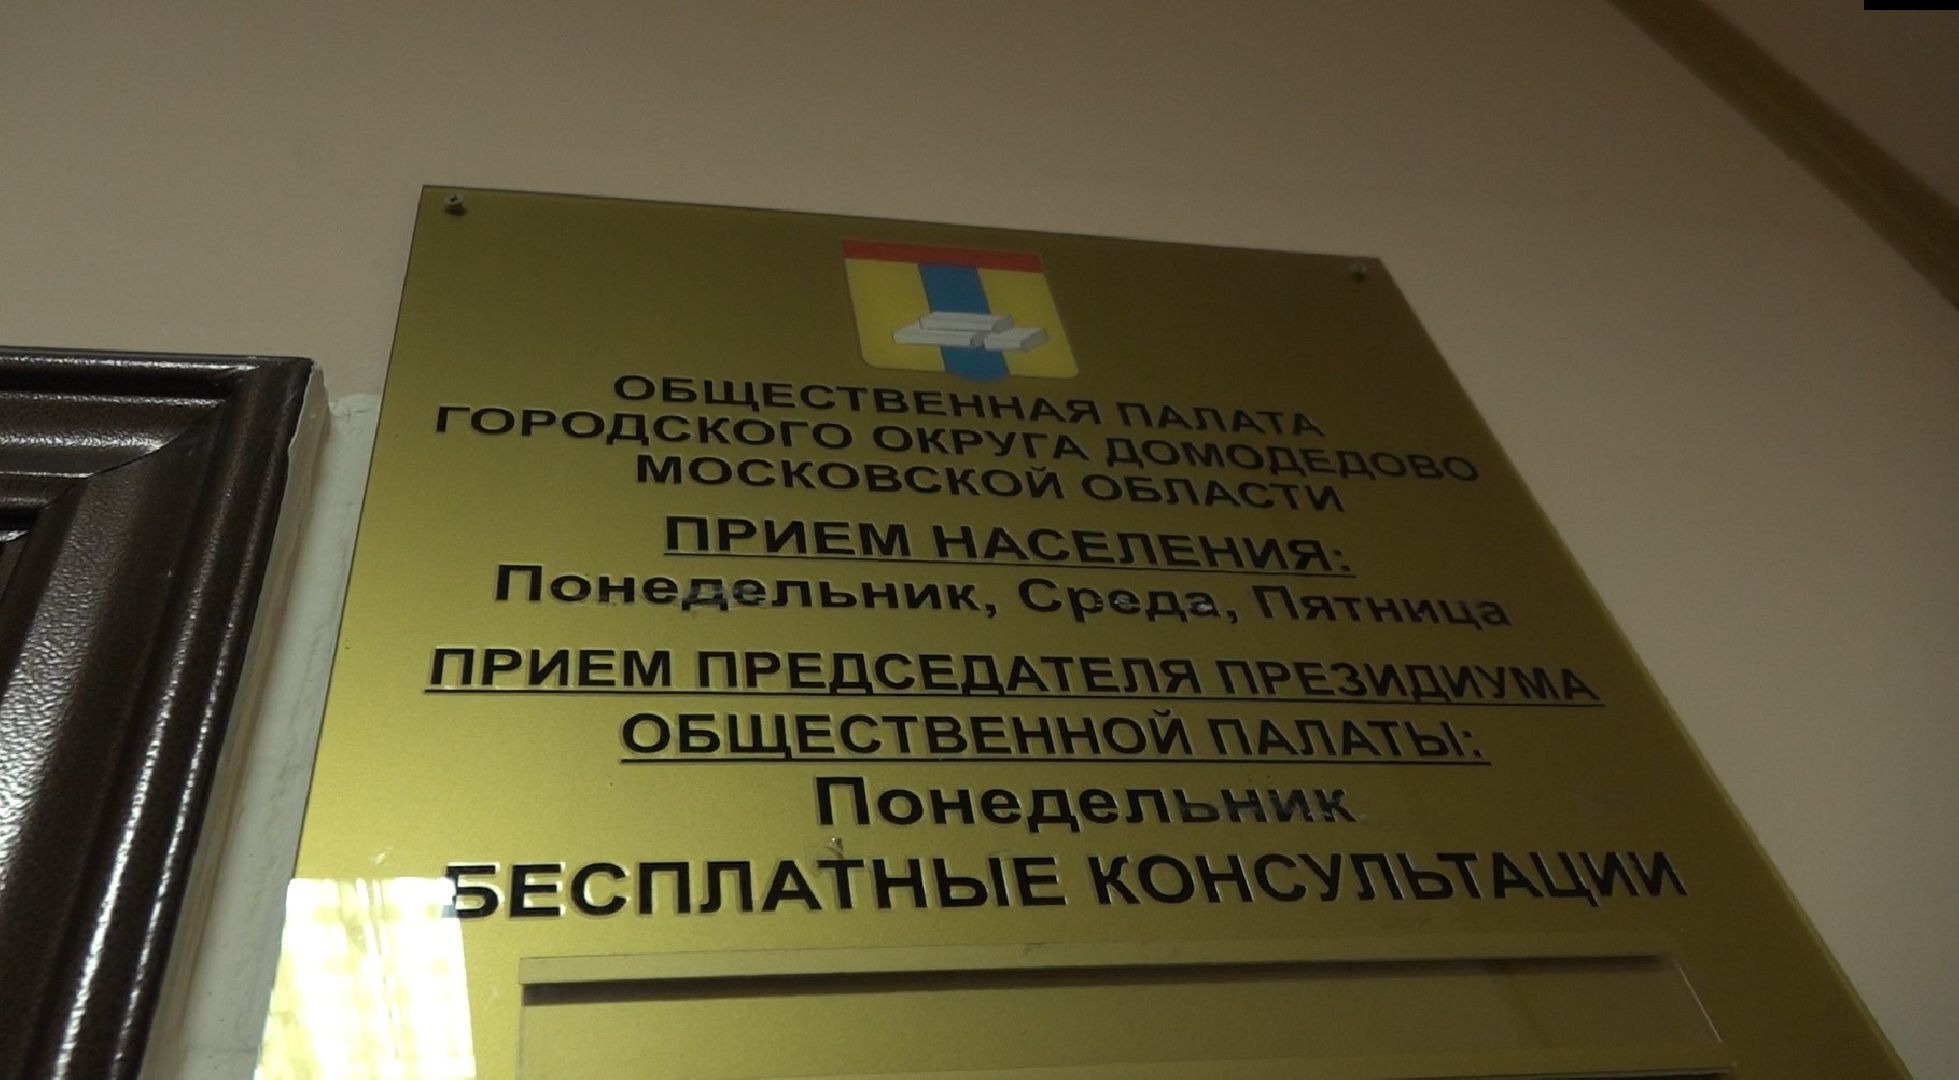 ОБЩЕСТВЕННАЯ ПАЛАТА
ГОРОДСКОГО ОКРУГА ДОМОДЕДОВО
МОСКОВСКОЙ ОБЛАСТИ
ПРИЕМ НАСЕЛЕНИЯ:
Понедельник, Среда, Пятница
ПРИЕМ ПРЕДСЕДАТЕЛЯ ПРЕЗИДИУМА
ОБЩЕСТВЕННОЙ ПАЛАТЫ:
Понедельник
БЕСПЛАТНЫЕ КОНСУЛЬТАЦИИ